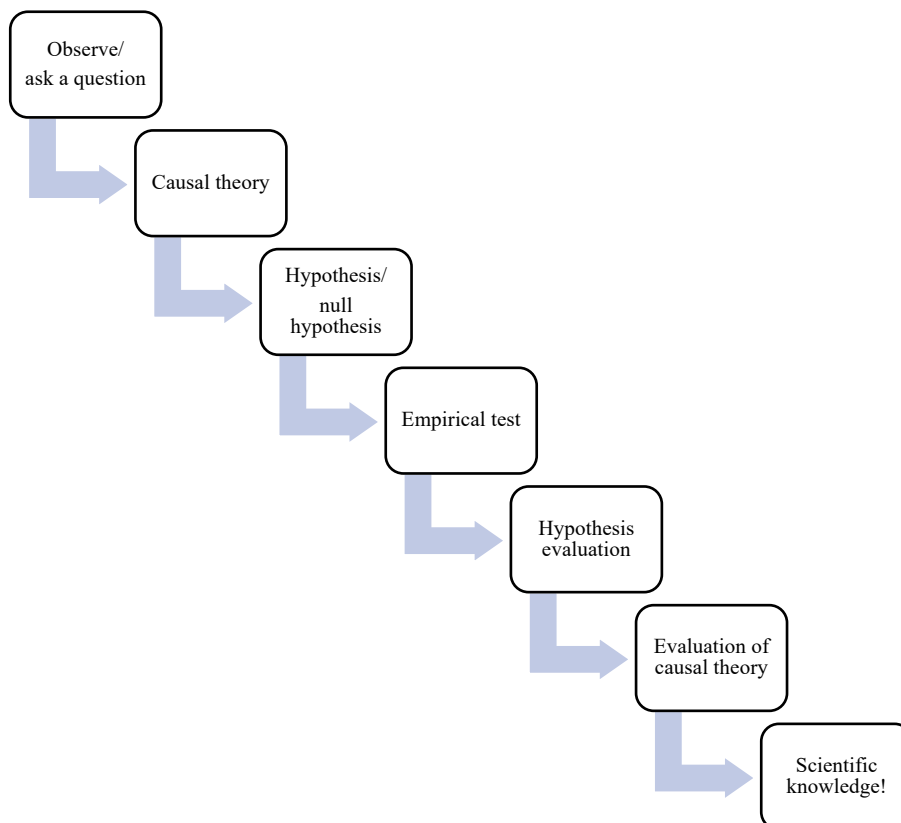 Observe/
ask a question
Causal theory
Hypothesis/
null
hypothesis
Empirical test
Hypothesis
evaluation
Evaluation of
causal theory
Scientific
knowledge!